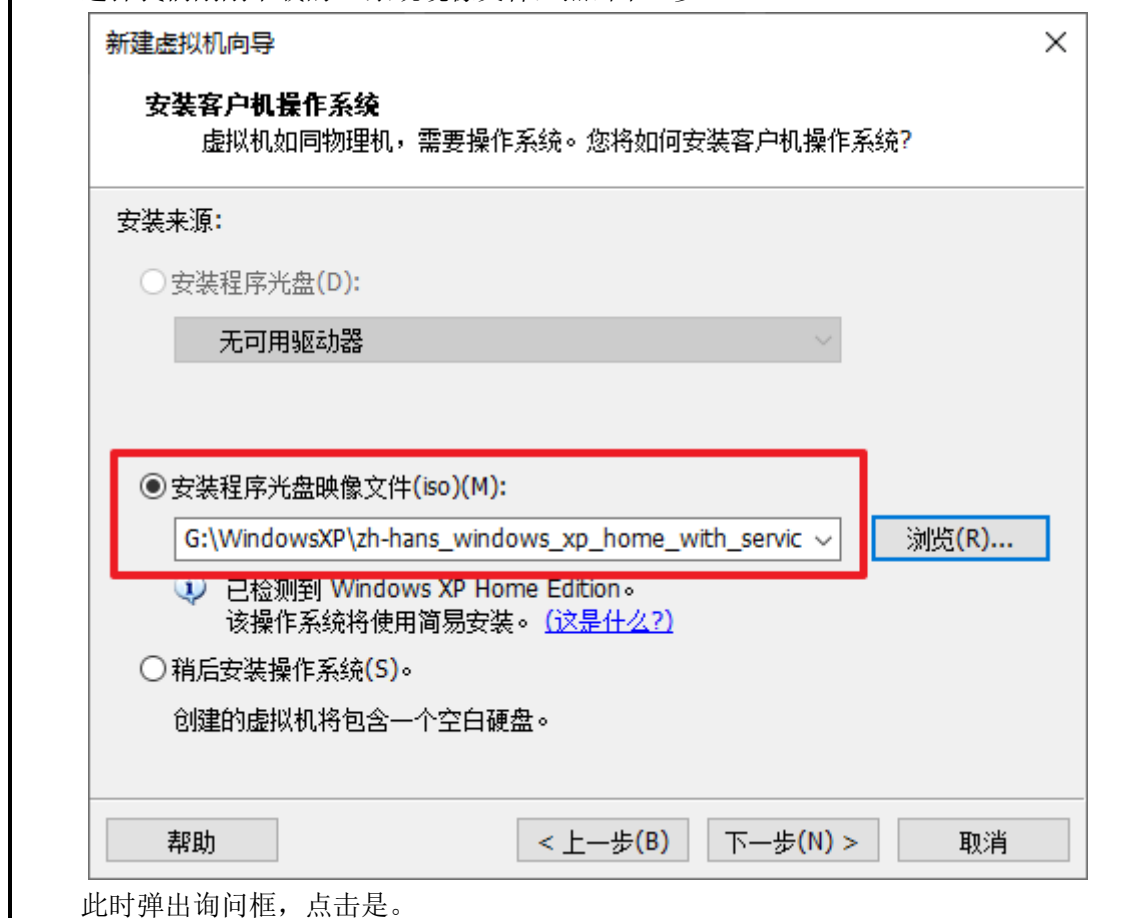 新建虚拟机向导
安装客户机操作系统
虚拟机如同物理机，需要操作系统。您将如何安装客户机操作系统?
安装来源:
安装程序光盘(D):
无可用驱动器
安装程序光盘映像文件(iso)(M):
G:\WindowsXP\zh-hans_windows_xp_home_with_servic
浏览(R)...
已检测到 Windows XP Home Edition。
该操作系统将使用简易安装。(这是什么?)
稍后安装操作系统(S)。
创建的虚拟机将包含一个空白硬盘。
帮助
< 上一步(B)
下一步(N) >
取消
此时弹出询问框，点击是。